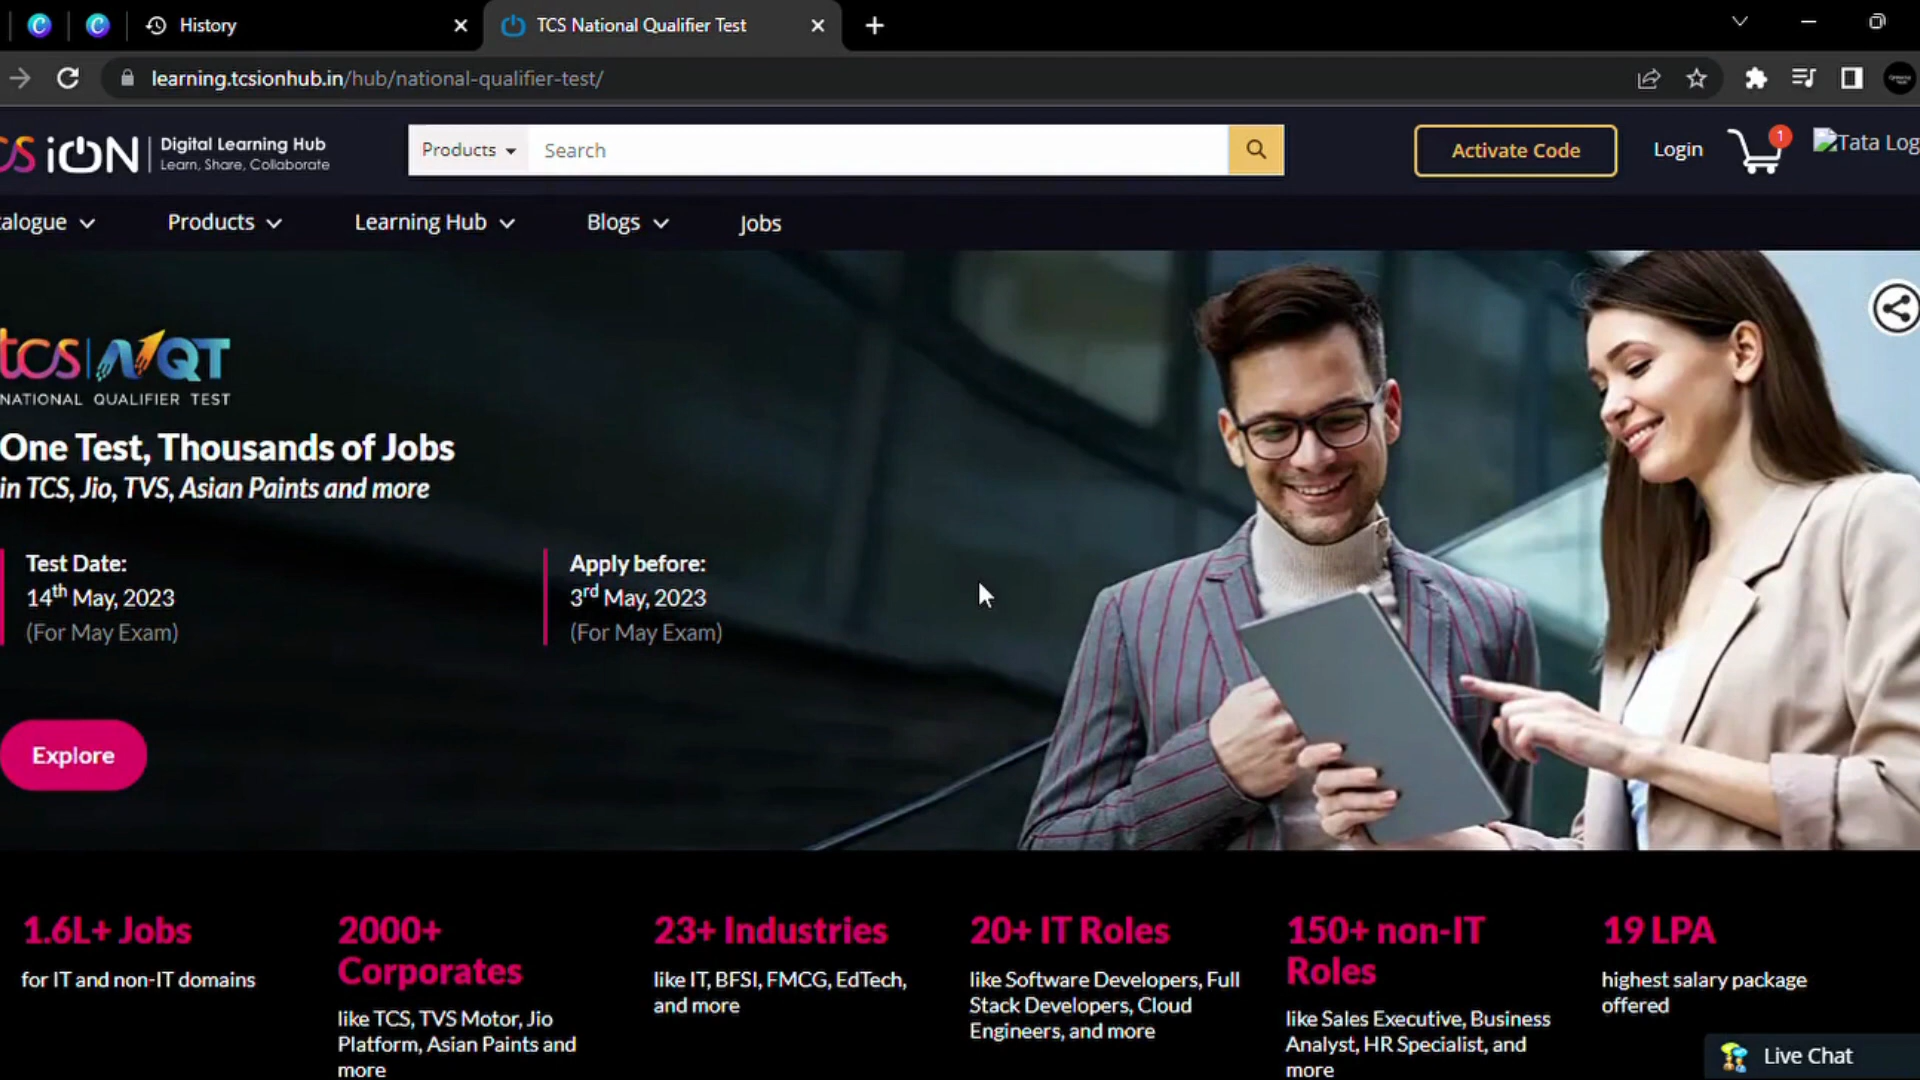 History
TCS National Qualifier Test
learning.tcsionhub.in/hub/national-qualifier-test/
iON
Digital Learning Hub
Learn, Share, Collaborate
Products
Search
Activate Code
Login
1
Tata Log
talogue
Products
Learning Hub
Blogs
Jobs
tcs NQT
NATIONAL QUALIFIER TEST
One Test, Thousands of Jobs
in TCS, Jio, TVS, Asian Paints and more
Test Date:
14th May, 2023
(For May Exam)
Apply before:
3rd May, 2023
(For May Exam)
Explore
1.6L+ Jobs
for IT and non-IT domains
2000+
Corporates
like TCS, TVS Motor, Jio
Platform, Asian Paints and
more
23+ Industries
like IT, BFSI, FMCG, EdTech,
and more
20+ IT Roles
like Software Developers, Full
Stack Developers, Cloud
Engineers, and more
150+ non-IT
Roles
like Sales Executive, Business
Analyst, HR Specialist, and
more
19 LPA
highest salary package
offered
Live Chat